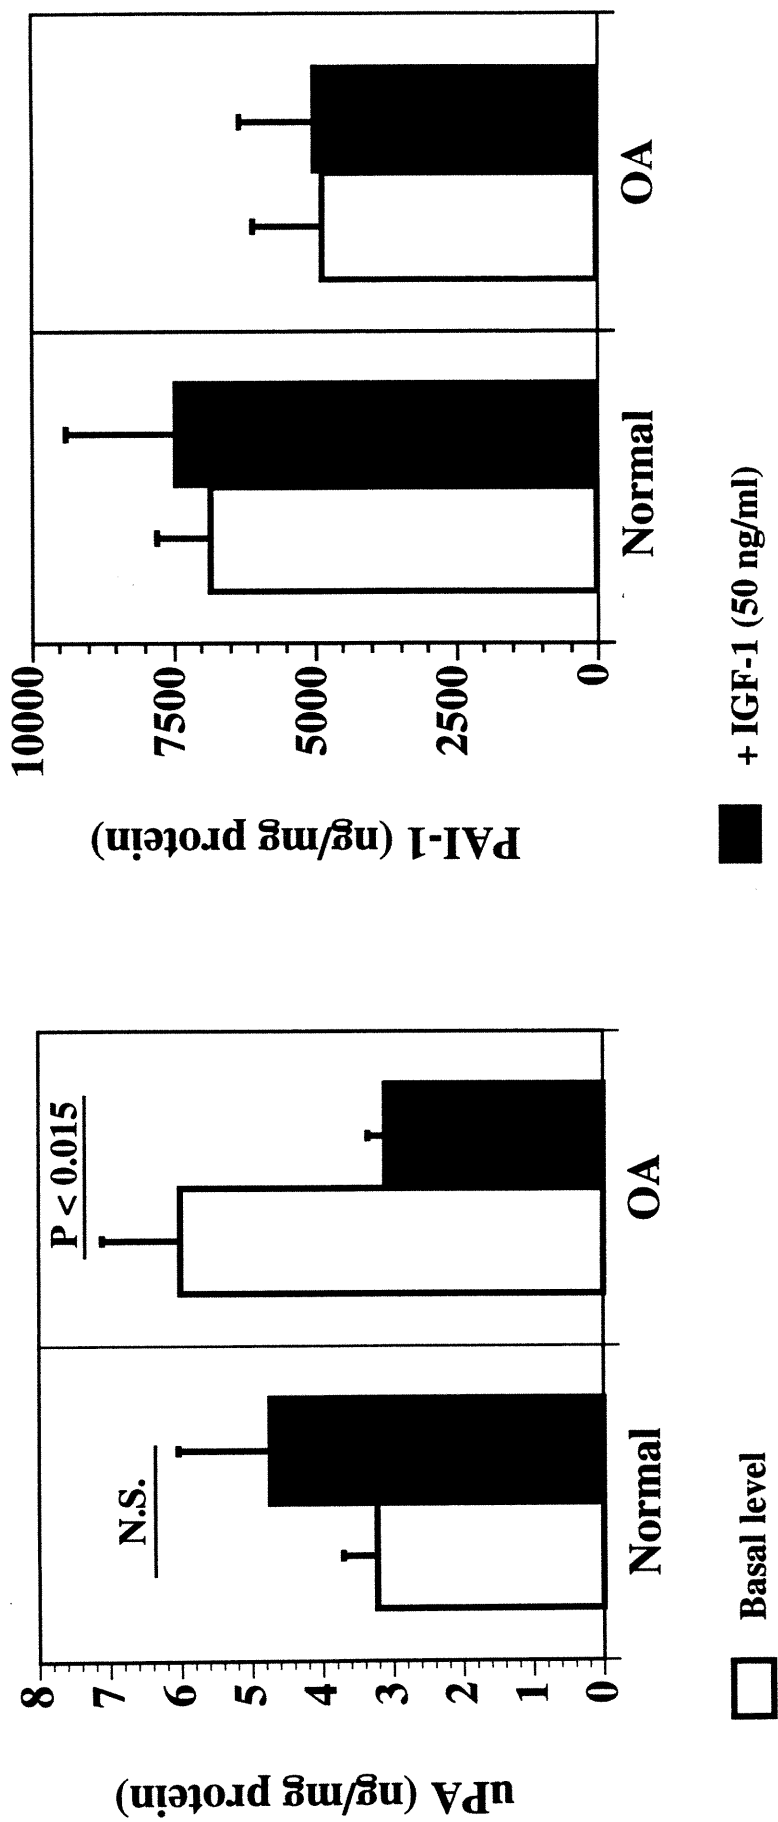 uPA (ng/mg protein)
8
7
6
5
4
3
2
1
0
N.S.
P < 0.015
Normal
OA
PAI-1 (ng/mg protein)
10000
7500
5000
2500
0
Normal
OA
Basal level
+ IGF-1 (50 ng/ml)